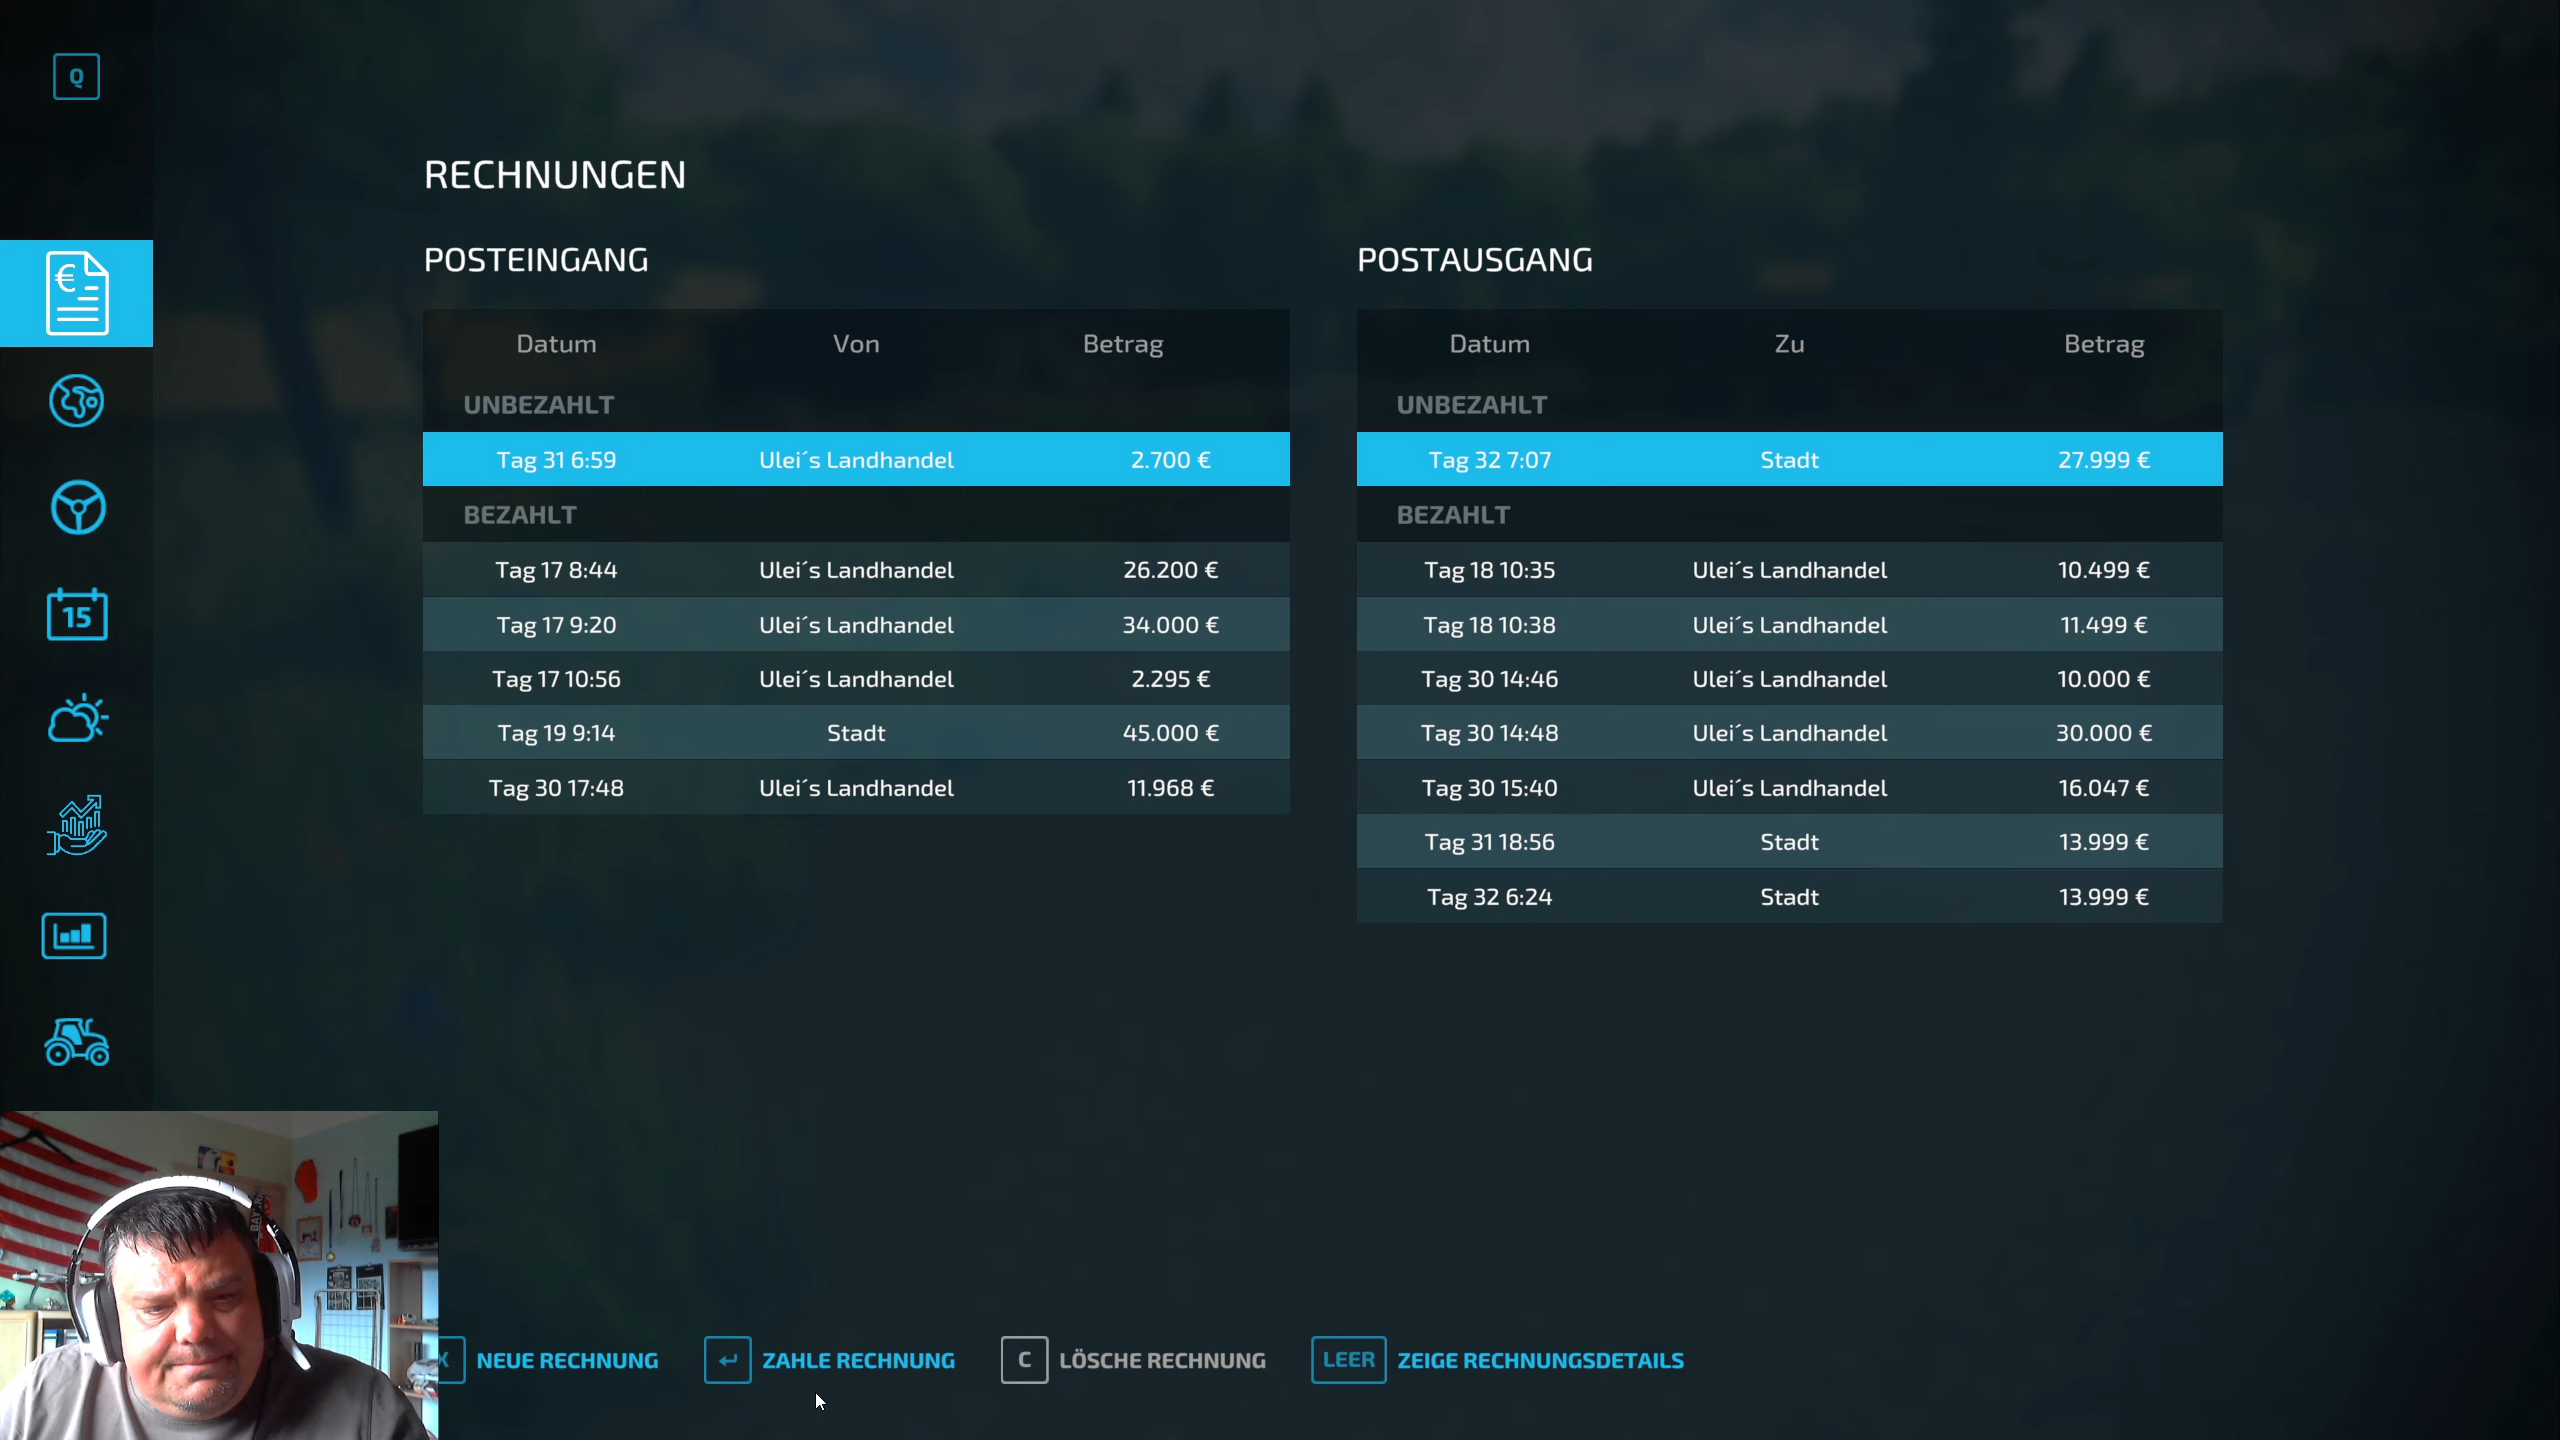 Q
RECHNUNGEN
POSTEINGANG
Datum Von Betrag
UNBEZAHLT
Tag 31 6:59 Ulei´s Landhandel 2.700 €
BEZAHLT
Tag 17 8:44 Ulei´s Landhandel 26.200 €
Tag 17 9:20 Ulei´s Landhandel 34.000 €
Tag 17 10:56 Ulei´s Landhandel 2.295 €
Tag 19 9:14 Stadt 45.000 €
Tag 30 17:48 Ulei´s Landhandel 11.968 €
POSTAUSGANG
Datum Zu Betrag
UNBEZAHLT
Tag 32 7:07 Stadt 27.999 €
BEZAHLT
Tag 18 10:35 Ulei´s Landhandel 10.499 €
Tag 18 10:38 Ulei´s Landhandel 11.499 €
Tag 30 14:46 Ulei´s Landhandel 10.000 €
Tag 30 14:48 Ulei´s Landhandel 30.000 €
Tag 30 15:40 Ulei´s Landhandel 16.047 €
Tag 31 18:56 Stadt 13.999 €
Tag 32 6:24 Stadt 13.999 €
€
15
X NEUE RECHNUNG ZAHLE RECHNUNG C LÖSCHE RECHNUNG LEER ZEIGE RECHNUNGSDETAILS